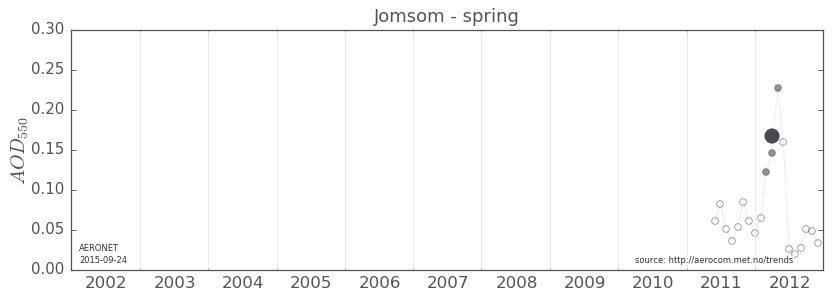 Jomsom - spring
0.30
0.25
0.20
0.15
0.10
0.05
0.00
AOD550
AERONET
2015-09-24
source: http://aerocom.met.no/trends
2002 2003 2004 2005 2006 2007 2008 2009 2010 2011 2012